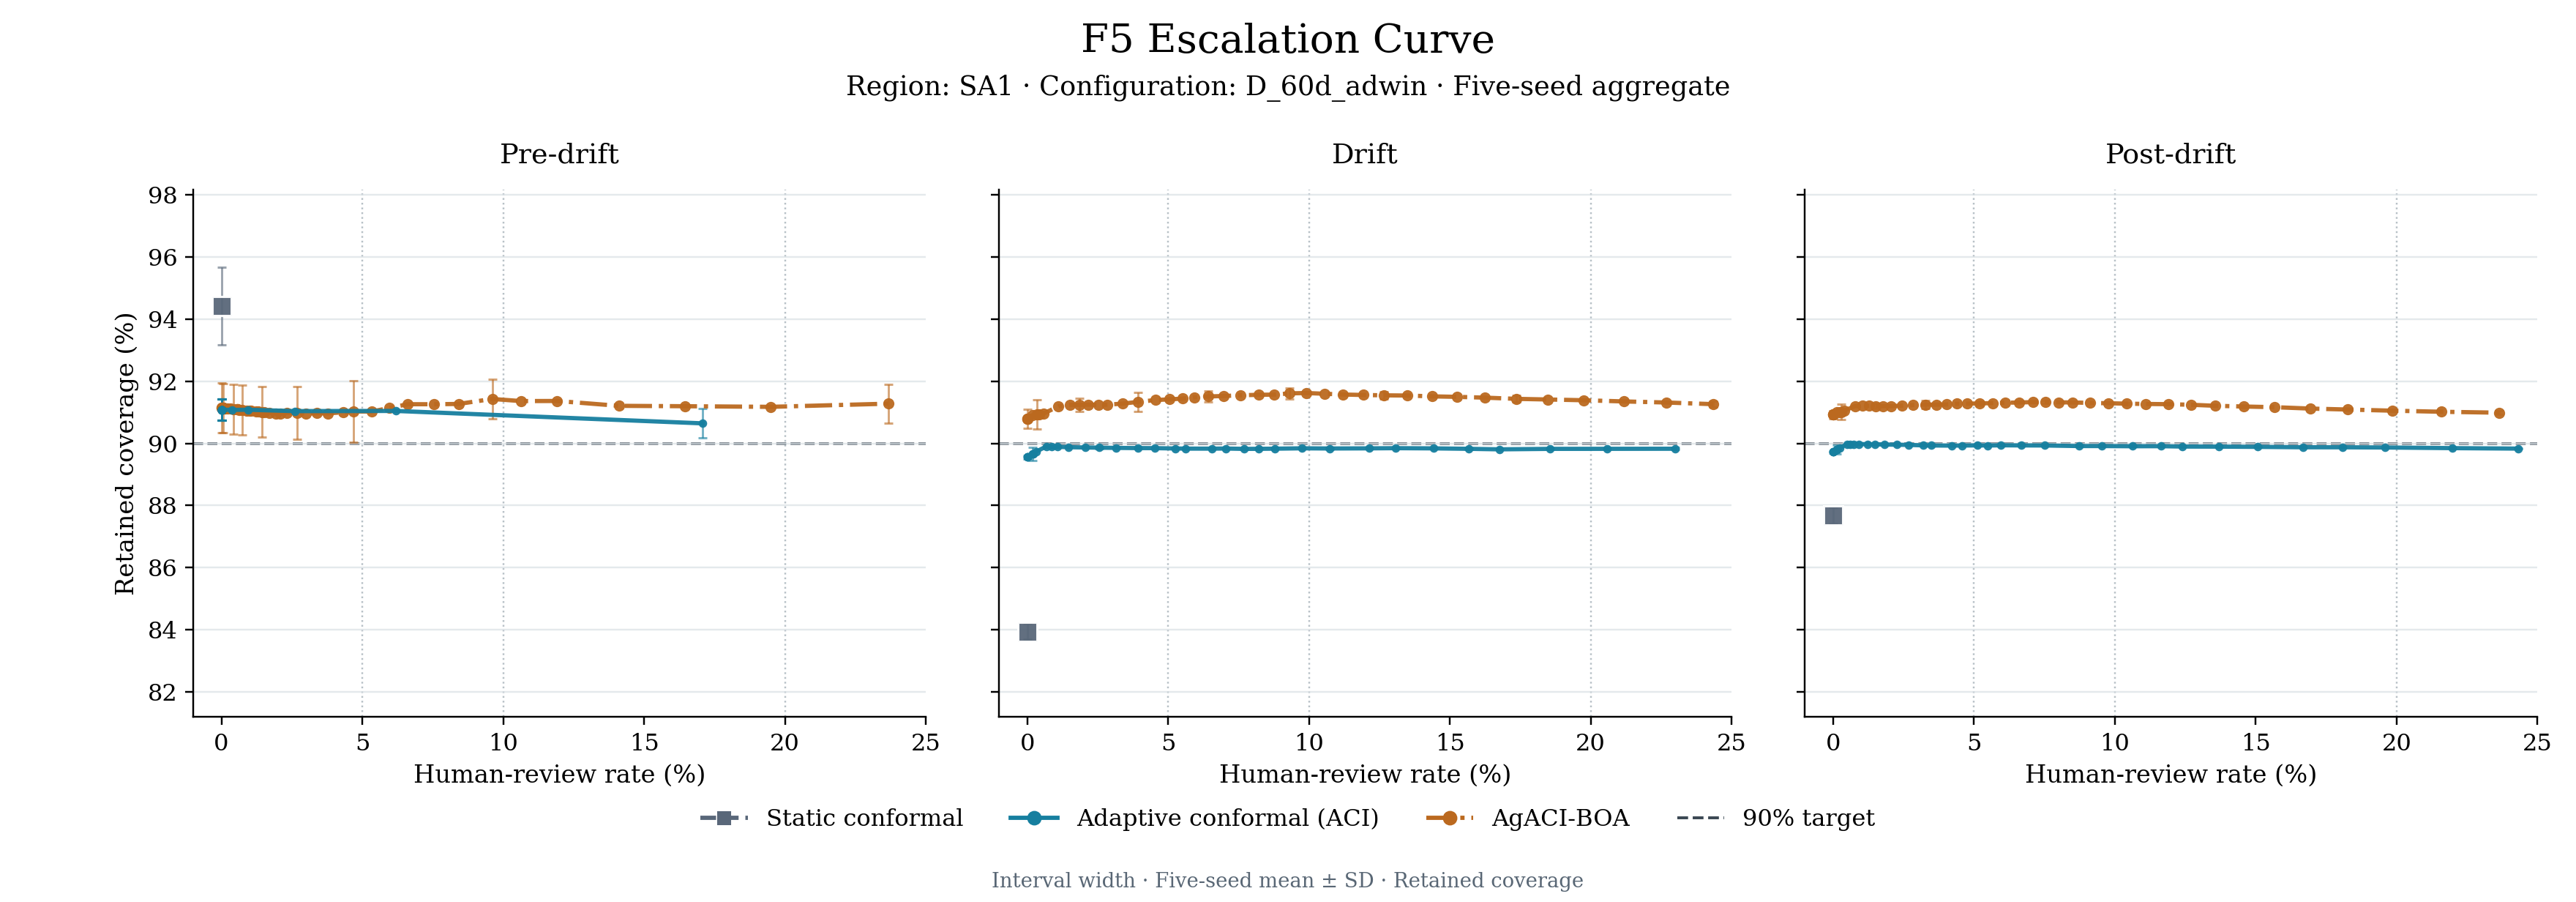 F5 Escalation Curve
Region: SA1 · Configuration: D_60d_adwin · Five-seed aggregate
Pre-drift
Drift
Post-drift
Retained coverage (%)
98
96
94
92
90
88
86
84
82
0 5 10 15 20 25
0 5 10 15 20 25
0 5 10 15 20 25
Human-review rate (%)
Human-review rate (%)
Human-review rate (%)
Static conformal
Adaptive conformal (ACI)
AgACI-BOA
90% target
Interval width · Five-seed mean ± SD · Retained coverage